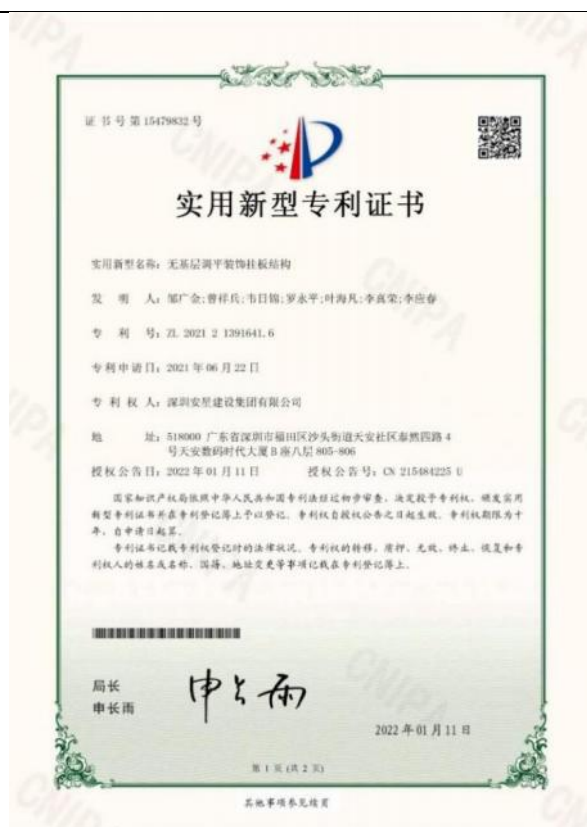 证书号第15479832号
实用新型专利证书
实用新型名称：无基层调平装饰挂板结构
发 明 人：邹广会;曾祥兵;韦日锦;罗永平;叶海凡;李真荣;李应春
专 利 号：ZL 2021 2 1391641.6
专利申请日：2021年06月22日
专 利 权 人：深圳安星建设集团有限公司
地 址：518000 广东省深圳市福田区沙头街道天安社区泰然四路4
号天安数码时代大厦B座八层805-806
授权公告日：2022年01月11日 授权公告号：CN 215484225 U
国家知识产权局依照中华人民共和国专利法经过初步审查，决定授予专利权，颁发实用
新型专利证书并在专利登记簿上予以登记。专利权自授权公告之日起生效。专利权期限为十
年，自申请日起算。
专利证书记载专利权登记时的法律状况。专利权的转移、质押、无效、终止、恢复和专
利权人的姓名或名称、国籍、地址变更等事项记载在专利登记簿上。
局长
申长雨
申长雨
2022年01月11日
第 1 页 (共 2 页)
其他事项参见续页
CNIPA